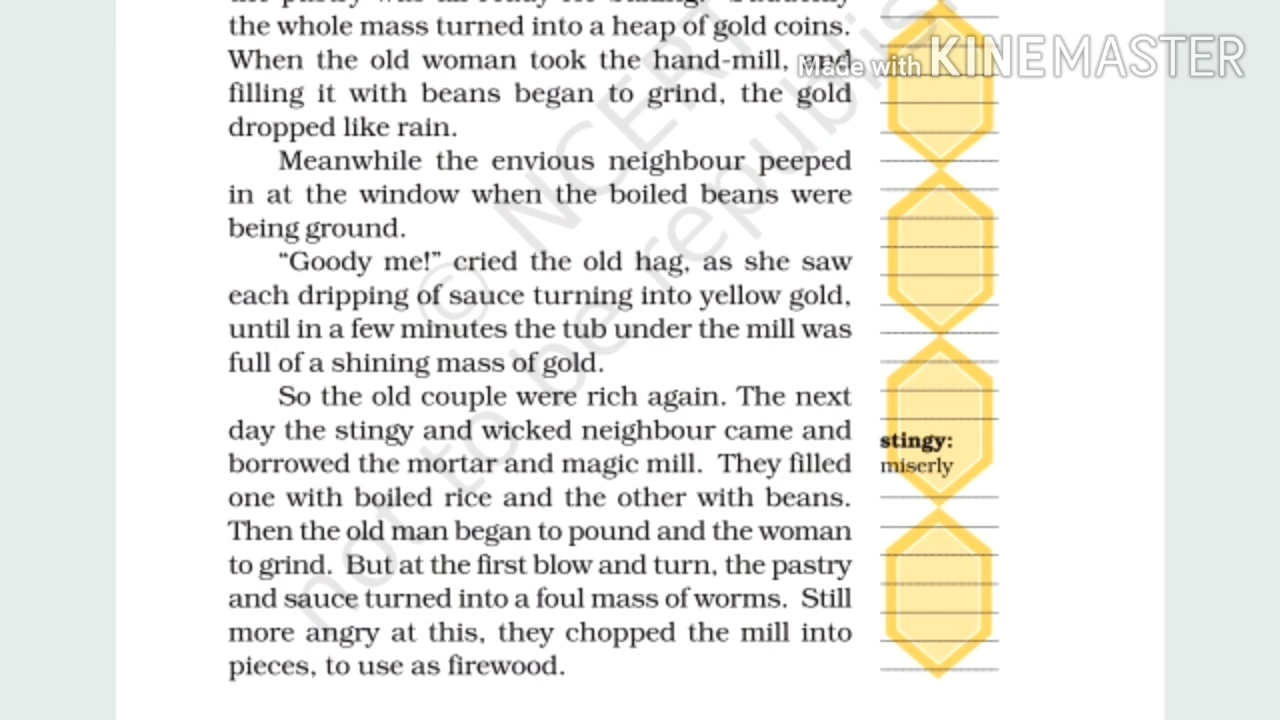 the whole mass turned into a heap of gold coins.
When the old woman took the hand-mill, and
filling it with beans began to grind, the gold
dropped like rain.
Meanwhile the envious neighbour peeped
in at the window when the boiled beans were
being ground.
“Goody me!” cried the old hag, as she saw
each dripping of sauce turning into yellow gold,
until in a few minutes the tub under the mill was
full of a shining mass of gold.
So the old couple were rich again. The next
day the stingy and wicked neighbour came and
borrowed the mortar and magic mill. They filled
one with boiled rice and the other with beans.
Then the old man began to pound and the woman
to grind. But at the first blow and turn, the pastry
and sauce turned into a foul mass of worms. Still
more angry at this, they chopped the mill into
pieces, to use as firewood.
stingy:
miserly
Made with KINEMASTER
© NCERT
not to be republish